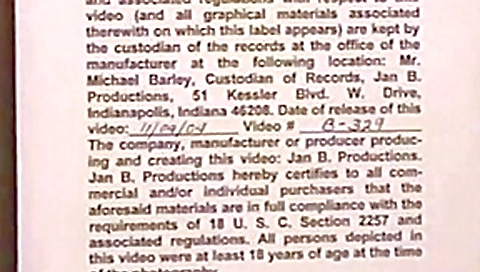 and associated regulations with respect to this
video (and all graphical materials associated
therewith on which this label appears) are kept by
the custodian of the records at the office of the
manufacturer at the following location: Mr.
Michael Barley, Custodian of Records, Jan B.
Productions, 51 Kessler Blvd. W. Drive,
Indianapolis, Indiana 46208. Date of release of this
video: 11/09/04 Video # B-329
The company, manufacturer or producer produc-
ing and creating this video: Jan B. Productions.
Jan B. Productions hereby certifies to all com-
mercial and/or individual purchasers that the
aforesaid materials are in full compliance with the
requirements of 18 U. S. C. Section 2257 and
associated regulations. All persons depicted in
this video were at least 18 years of age at the time
of the photography.